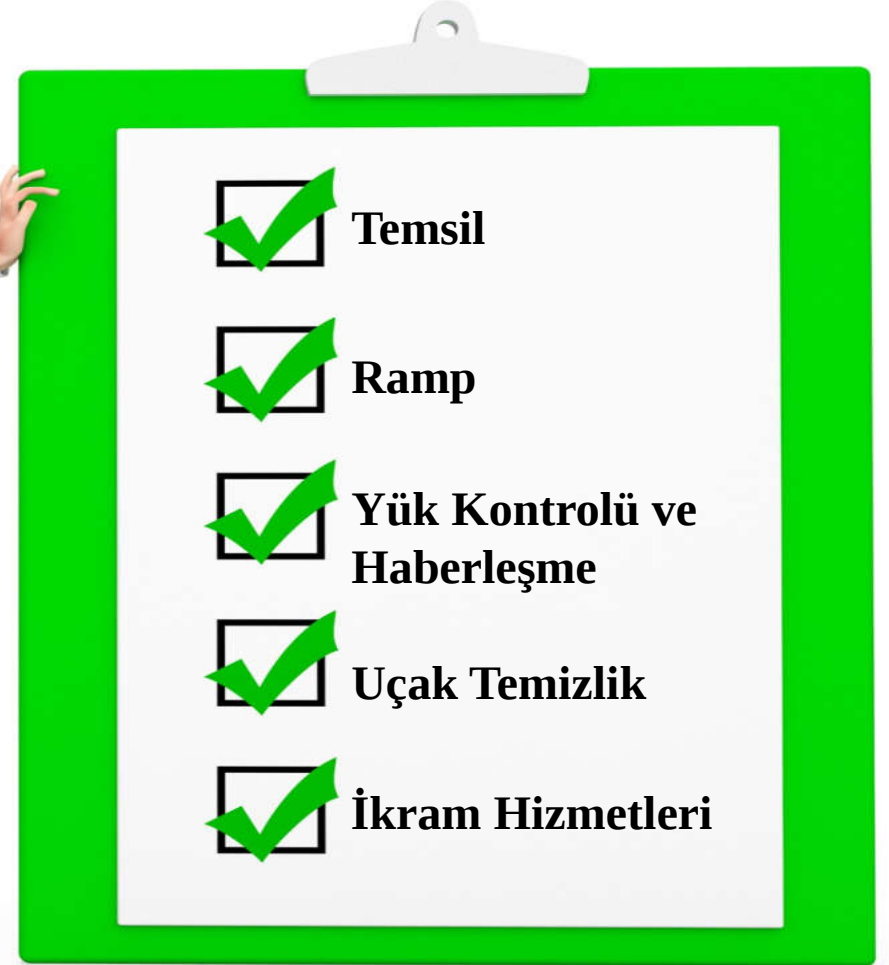 Temsil
Ramp
Yük Kontrolü ve
Haberleşme
Uçak Temizlik
İkram Hizmetleri